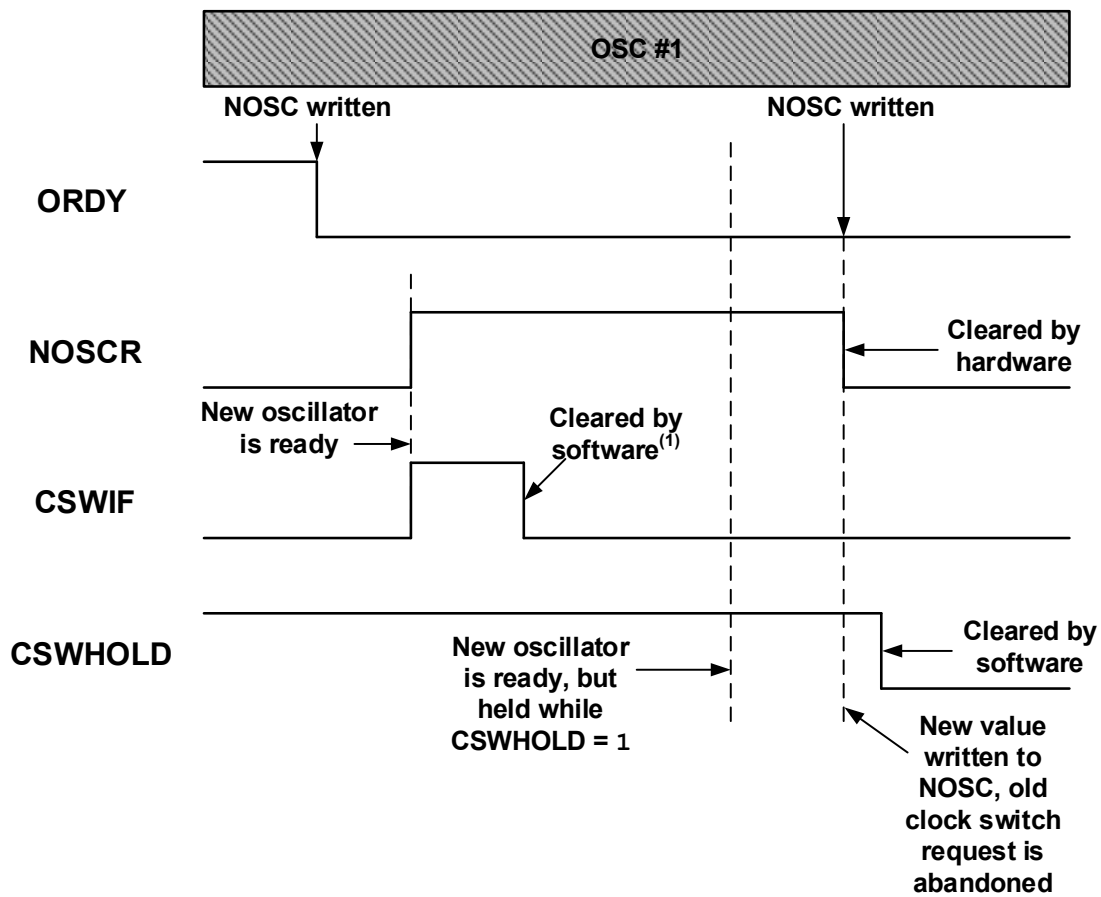 OSC #1
NOSC written
NOSC written
ORDY
NOSCR
Cleared by
hardware
New oscillator
is ready
Cleared by
software(1)
CSWIF
CSWHOLD
New oscillator
is ready, but
held while
CSWHOLD = 1
Cleared by
software
New value
written to
NOSC, old
clock switch
request is
abandoned